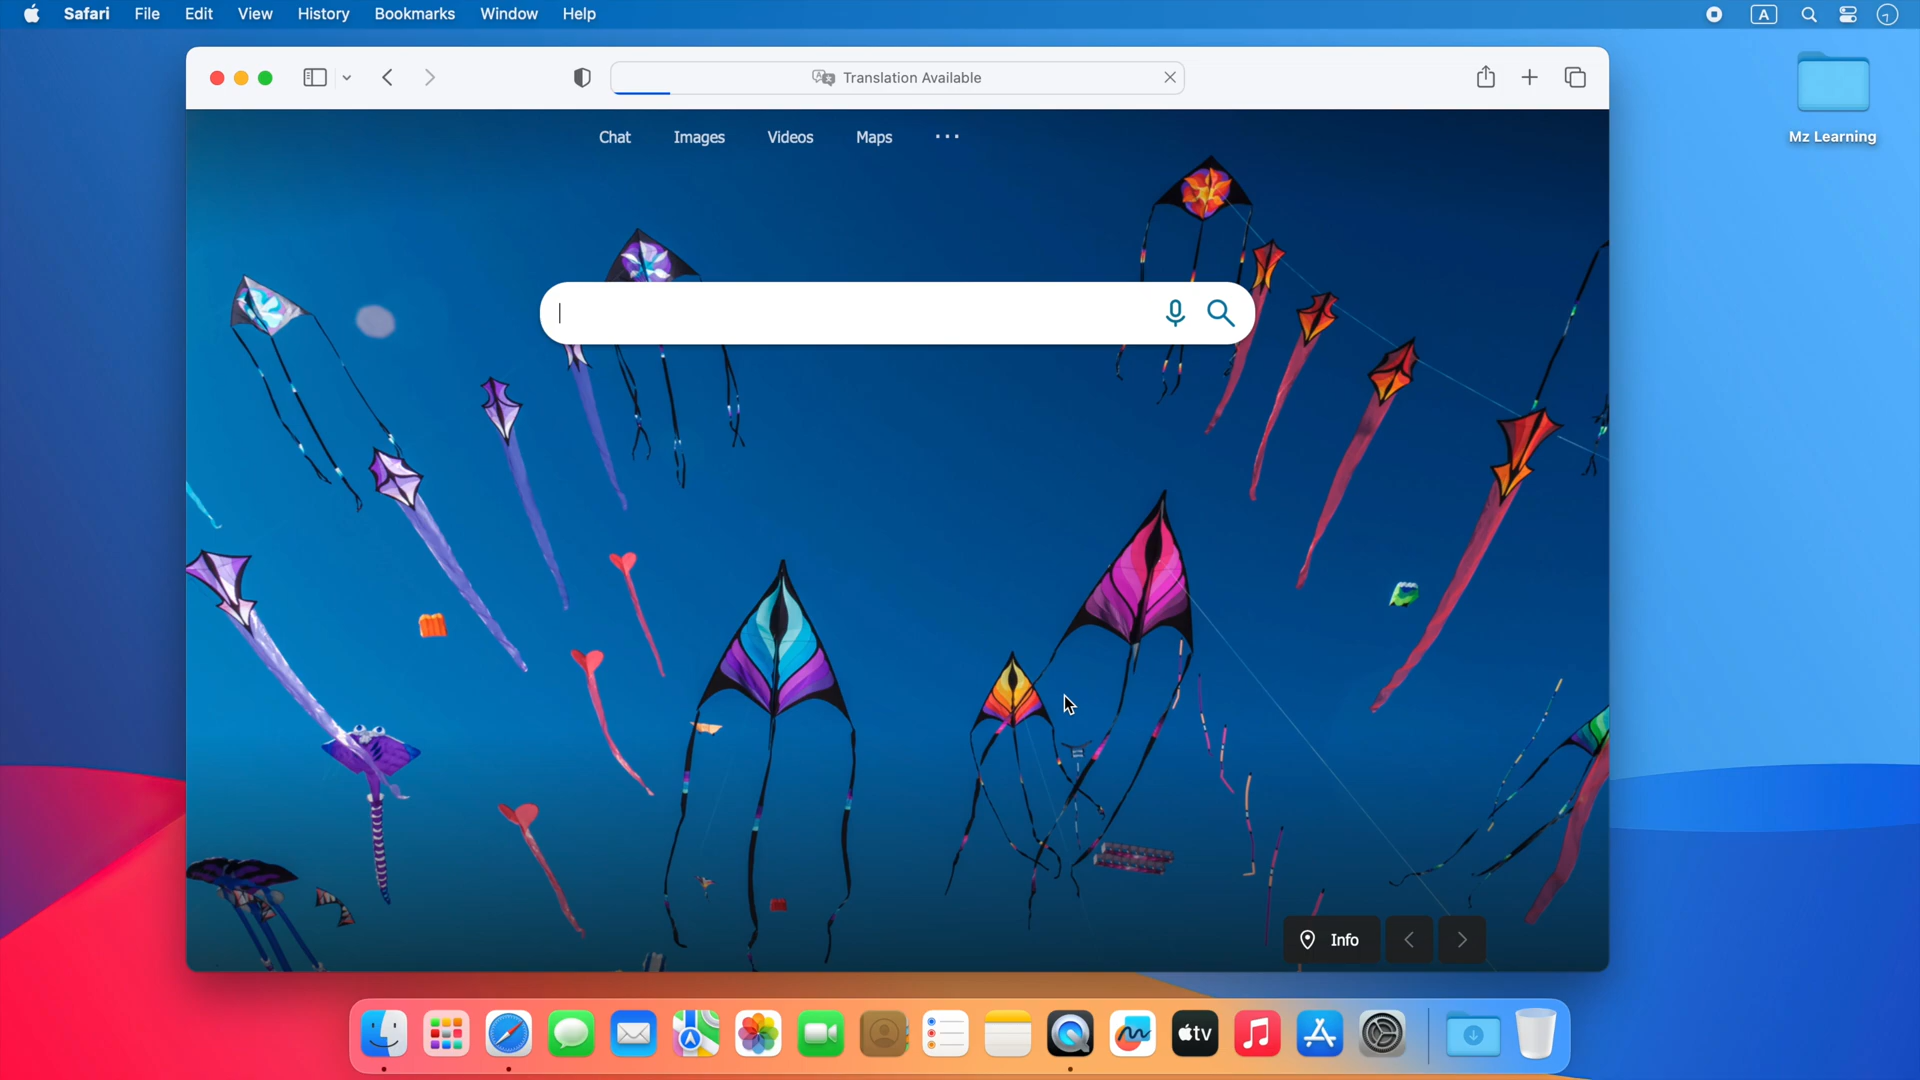 Safari File Edit View History Bookmarks Window Help A
Translation Available
Mz Learning
Chat Images Videos Maps ...
Info
tv